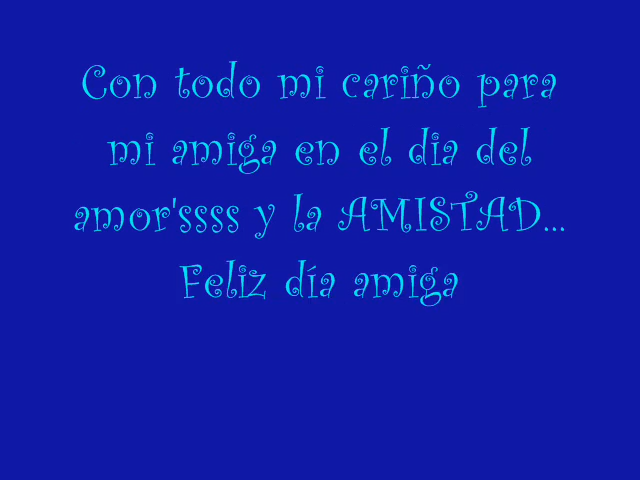 Con todo mi cariño para
mi amiga en el dia del
amor'ssss y la AMISTAD...
Feliz día amiga